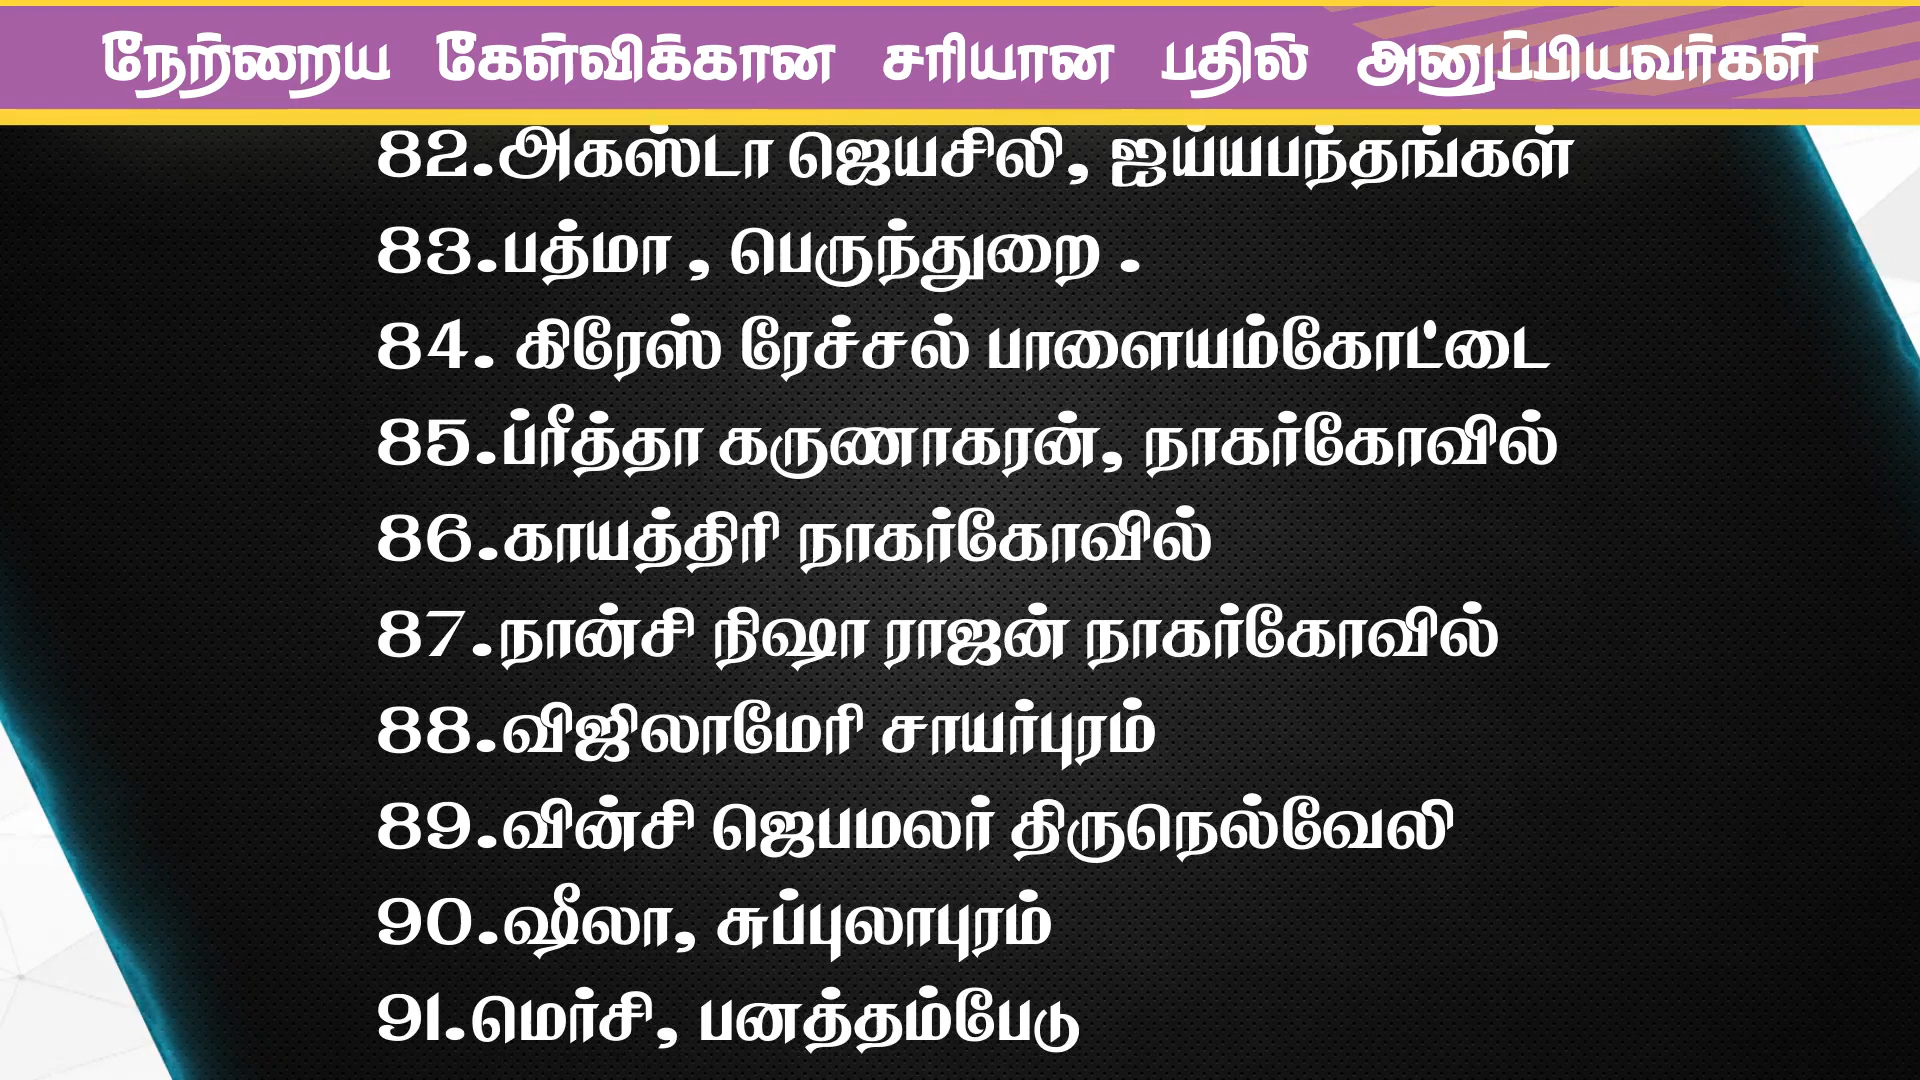 நேற்றைய கேள்விக்கான சரியான பதில் அனுப்பியவர்கள்
82.அகஸ்டா ஜெயசிலி, ஐய்யபந்தங்கள்
83.பத்மா , பெருந்துறை .
84. கிரேஸ் ரேச்சல் பாளையம்கோட்டை
85.ப்ரீத்தா கருணாகரன், நாகர்கோவில்
86.காயத்திரி நாகர்கோவில்
87.நான்சி நிஷா ராஜன் நாகர்கோவில்
88.விஜிலாமேரி சாயர்புரம்
89.வின்சி ஜெபமலர் திருநெல்வேலி
90.ஷீலா, சுப்புலாபுரம்
91.மெர்சி, பனத்தம்பேடு